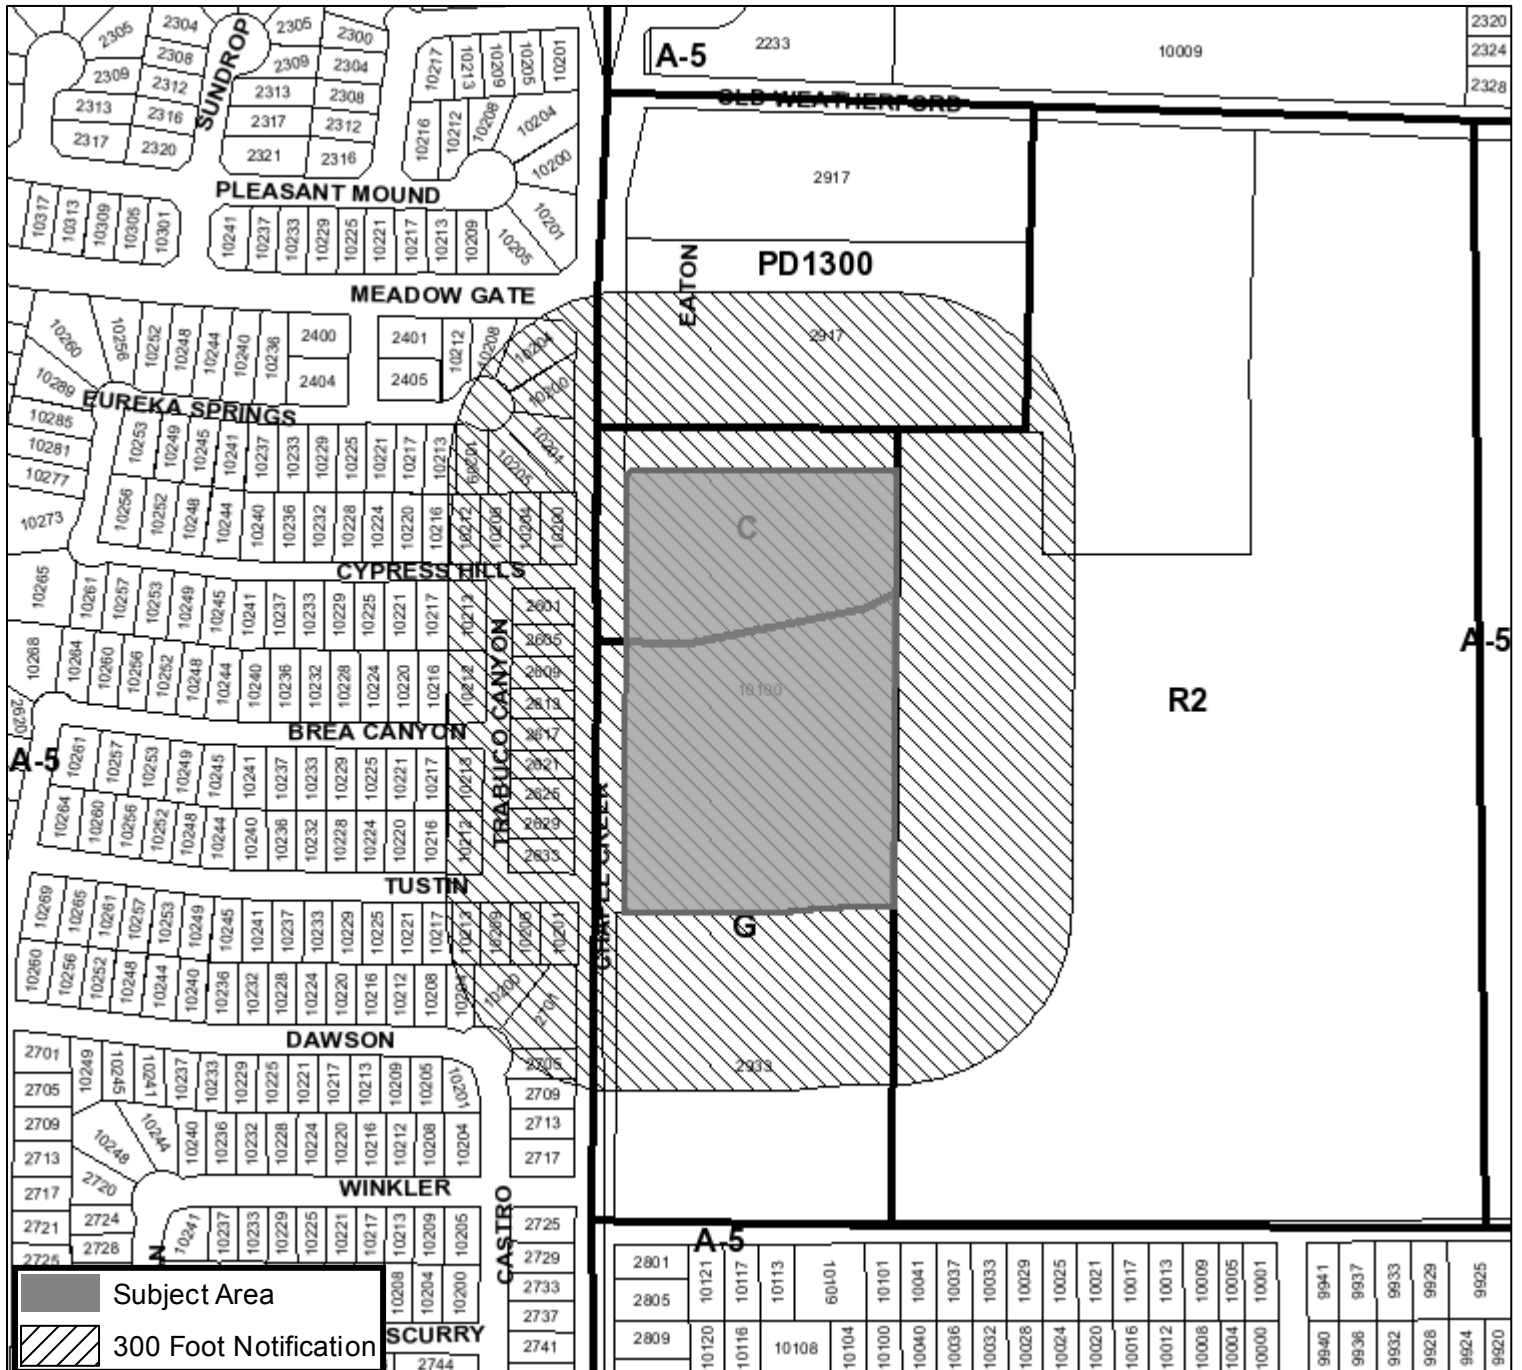 2305 2304 2305 2300
2308 2309 2304
2309 2312 2313 2308
2313 2316 2317 2312
2317 2320 2321 2316
SUNDROP
10217 10213 10209 10205 10201
10216 10212 10208 10204
10200
10201
10205
A-5
2233
10009
2320
2324
2328
OLD WEATHERFORD
2917
PLEASANT MOUND
10317 10313 10309 10305 10301
10241 10237 10233 10229 10225 10221 10217 10213 10209
EATON
PD1300
MEADOW GATE
2917
10260 10256 10252 10248 10244 10240 10236
2400 2401
2404 2405
10212 10208 10204
10200
10201
10205
10209
10289
10285
10281
10277
10273
EUREKA SPRINGS
10253 10249 10245 10241 10237 10233 10229 10225 10221 10217 10213
10256 10252 10248 10244 10240 10236 10232 10228 10224 10220 10216 10212 10208 10204 10200
C
CYPRESS HILLS
10265 10261 10257 10253 10249 10245 10241 10237 10233 10229 10225 10221 10217 10213
10268 10264 10260 10256 10252 10248 10244 10240 10236 10232 10228 10224 10220 10216 10212
2601
2605
2609
2613
2617
2621
2625
2629
2633
TRABUCO CANYON
10100
R2
A-5
2620
BREA CANYON
A-5
10261 10257 10253 10249 10245 10241 10237 10233 10229 10225 10221 10217 10213
10264 10260 10256 10252 10248 10244 10240 10236 10232 10228 10224 10220 10216 10212
CHAPEL CREEK
TUSTIN
G
10269 10265 10261 10257 10253 10249 10245 10241 10237 10233 10229 10225 10221 10217 10213 10209 10205 10201
10260 10256 10252 10248 10244 10240 10236 10232 10228 10224 10220 10216 10212 10208 10204 10200
2701
2705
2709
2713
2717
DAWSON
2933
2701
2705
2709
2713
2717
2721
2725
10249 10245 10241 10237 10233 10229 10225 10221 10217 10213 10209 10205 10201
10248 10244 10240 10236 10232 10228 10224 10220 10216 10212 10208 10204
2720
2724
2728
WINKLER
10241 10237 10233 10229 10225 10221 10217 10213 10209 10205
10208 10204 10200
N
CASTRO
2725
2729
2733
2737
2741
A-5
2801
2805
2809
10121 10117 10113 10109 10101 10041 10037 10033 10029 10025 10021 10017 10013 10009 10005 10001
9941 9937 9933 9929 9925
10120 10116 10108 10104 10100 10040 10036 10032 10028 10024 10020 10016 10012 10008 10004 10000
9940 9936 9932 9928 9924 9920
Subject Area
300 Foot Notification
SCURRY
2744